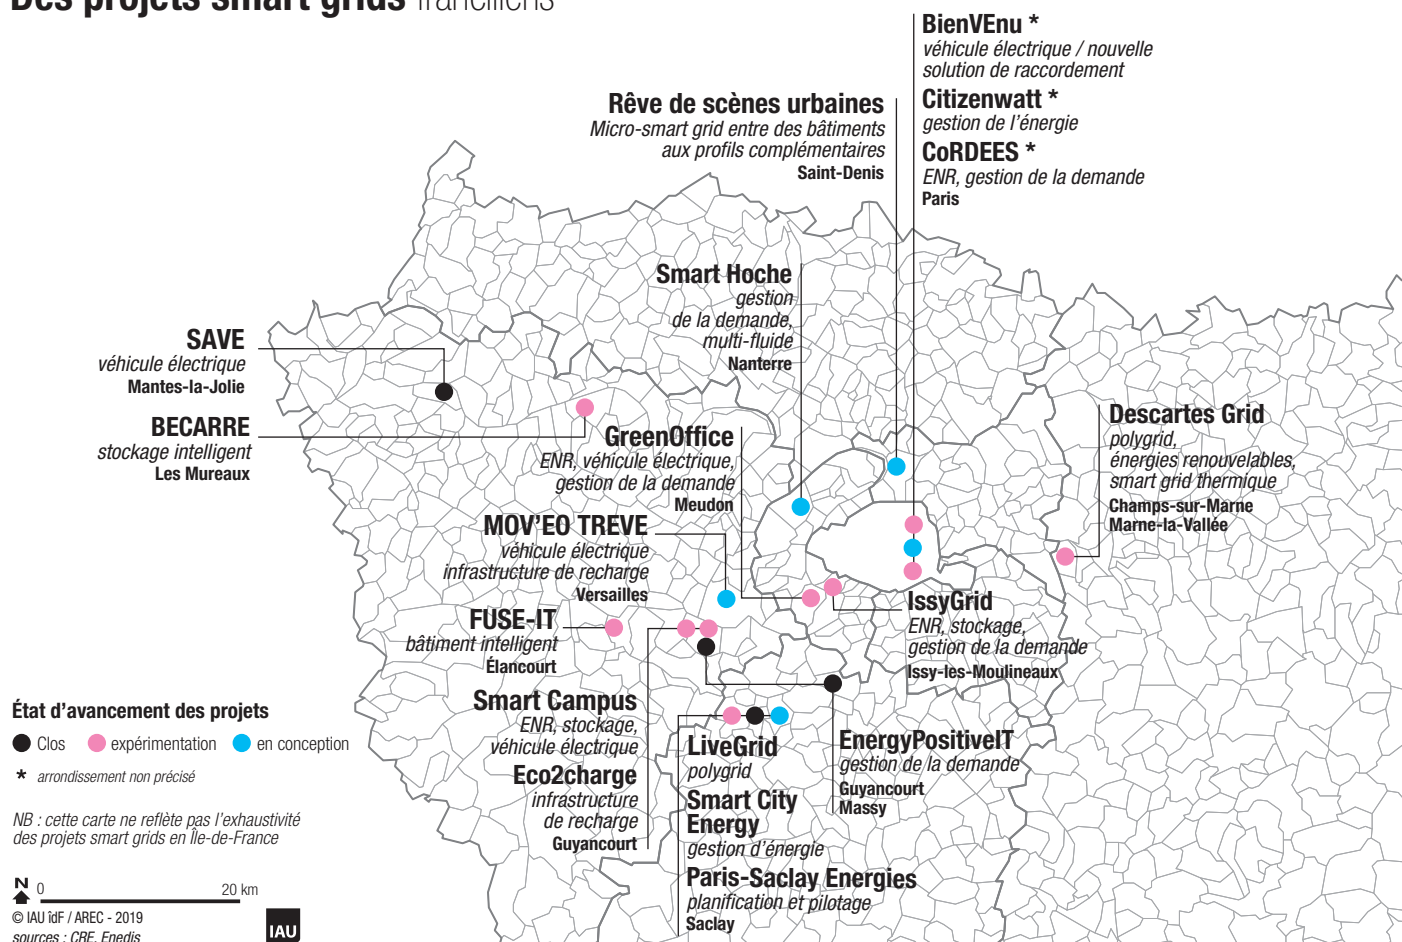 Des projets smart grids franciliens
BienVEnu *
véhicule électrique / nouvelle
solution de raccordement
Citizenwatt *
gestion de l'énergie
CoRDEES *
ENR, gestion de la demande
Paris
Rêve de scènes urbaines
Micro-smart grid entre des bâtiments
aux profils complémentaires
Saint-Denis
Smart Hoche
gestion
de la demande,
multi-fluide
Nanterre
SAVE
véhicule électrique
Mantes-la-Jolie
BECARRE
stockage intelligent
Les Mureaux
GreenOffice
ENR, véhicule électrique,
gestion de la demande
Meudon
Descartes Grid
polygrid,
énergies renouvelables,
smart grid thermique
Champs-sur-Marne
Marne-la-Vallée
MOV'EO TREVE
véhicule électrique
infrastructure de recharge
Versailles
FUSE-IT
bâtiment intelligent
Élancourt
IssyGrid
ENR, stockage,
gestion de la demande
Issy-les-Moulineaux
Smart Campus
ENR, stockage,
véhicule électrique
Eco2charge
infrastructure
de recharge
Guyancourt
LiveGrid
polygrid
Smart City
Energy
gestion d'énergie
Paris-Saclay Energies
planification et pilotage
Saclay
EnergyPositiveIT
gestion de la demande
Guyancourt
Massy
État d'avancement des projets
Clos
expérimentation
en conception
* arrondissement non précisé
NB : cette carte ne reflète pas l'exhaustivité
des projets smart grids en Île-de-France
N
0 20 km
© IAU îdF / AREC - 2019
sources : CRE, Enedis
IAU